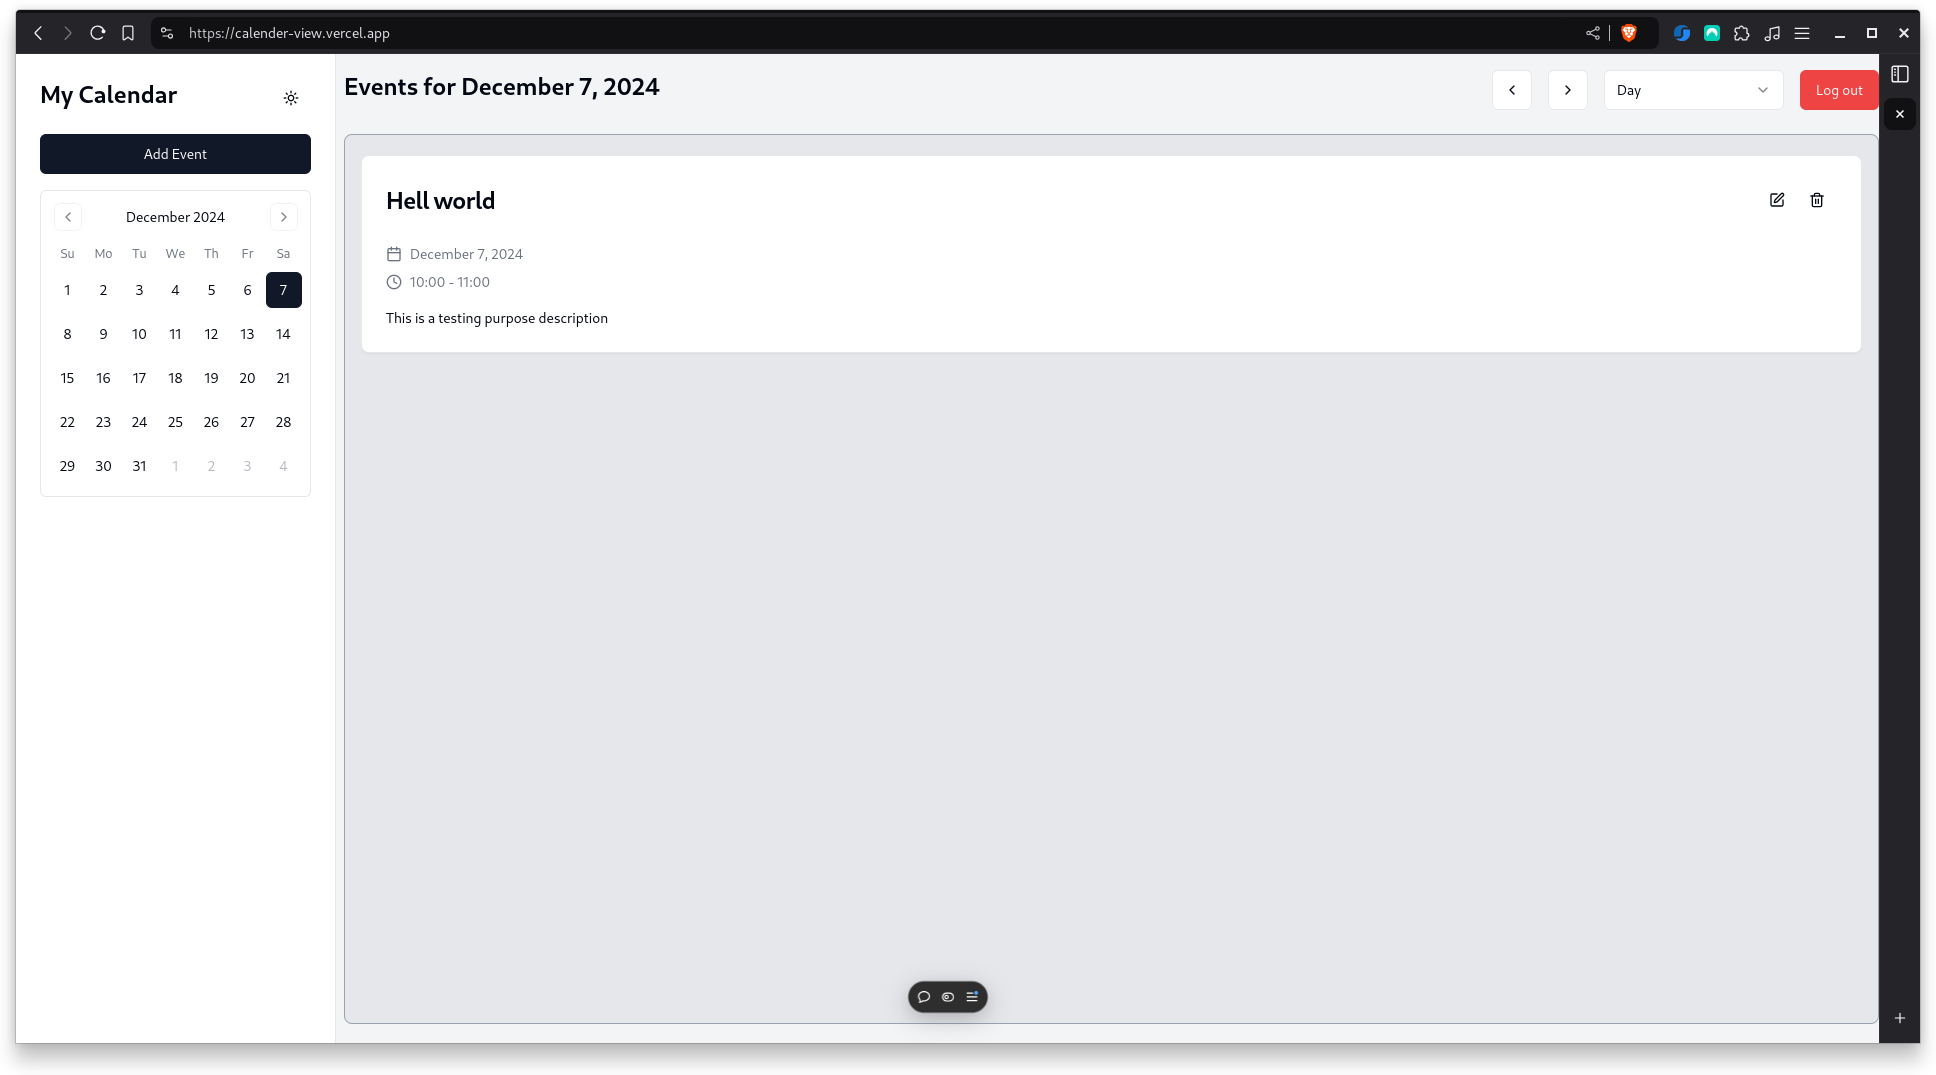 https://calender-view.vercel.app
My Calendar
Add Event
December 2024
Su Mo Tu We Th Fr Sa
1 2 3 4 5 6 7
8 9 10 11 12 13 14
15 16 17 18 19 20 21
22 23 24 25 26 27 28
29 30 31 1 2 3 4
Events for December 7, 2024
Day
Log out
Hell world
December 7, 2024
10:00 - 11:00
This is a testing purpose description